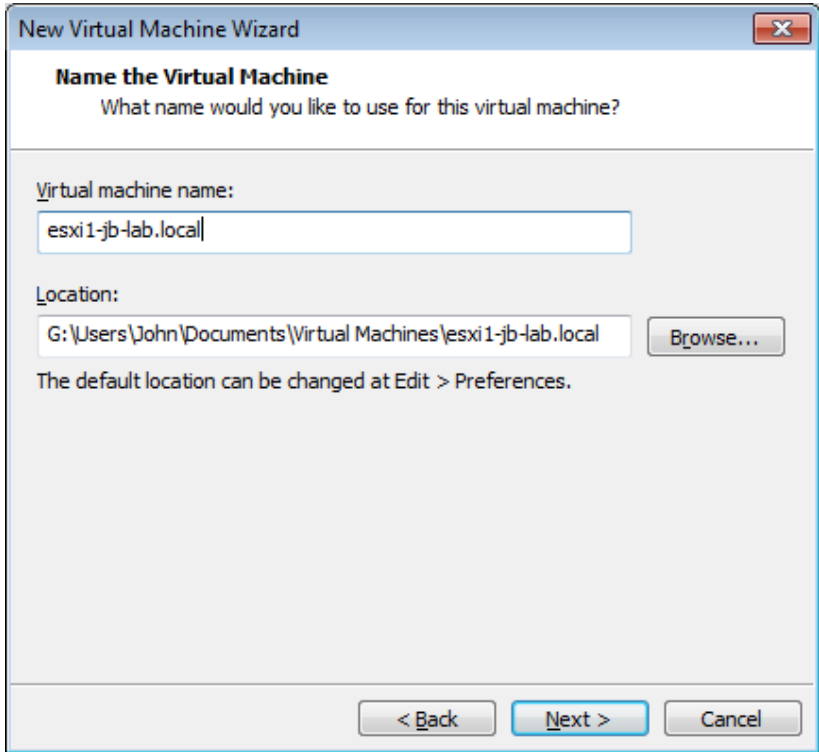 New Virtual Machine Wizard
Name the Virtual Machine
What name would you like to use for this virtual machine?
Virtual machine name:
esxi1-jb-lab.local
Location:
G:\Users\John\Documents\Virtual Machines\esxi1-jb-lab.local
Browse...
The default location can be changed at Edit > Preferences.
< Back Next > Cancel